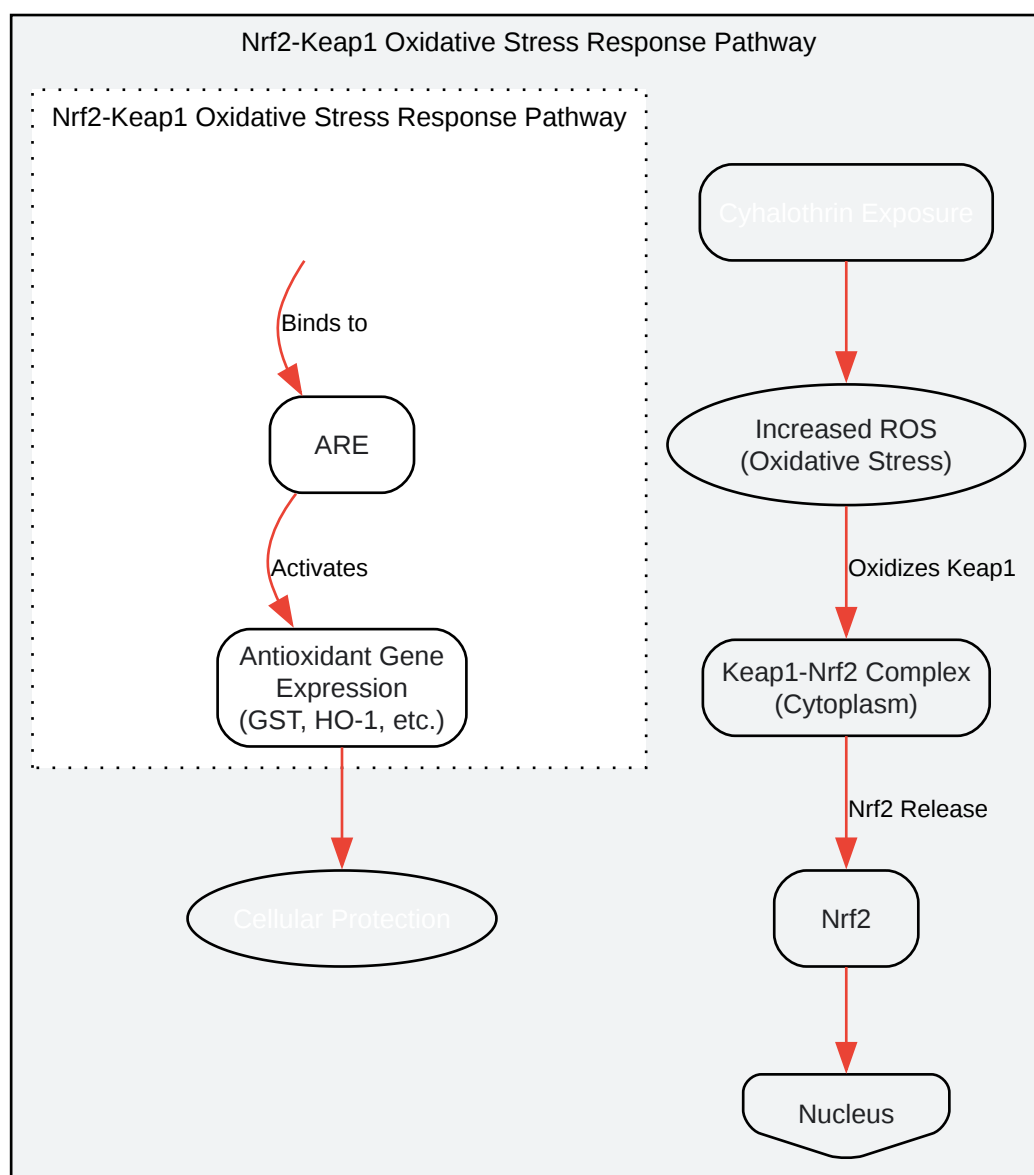 Nrf2-Keap1 Oxidative Stress Response Pathway
Nrf2-Keap1 Oxidative Stress Response Pathway
Binds to
ARE
Activates
Antioxidant Gene
Expression
(GST, HO-1, etc.)
Cellular Protection
Cyhalothrin Exposure
Increased ROS
(Oxidative Stress)
Oxidizes Keap1
Keap1-Nrf2 Complex
(Cytoplasm)
Nrf2 Release
Nrf2
Nucleus